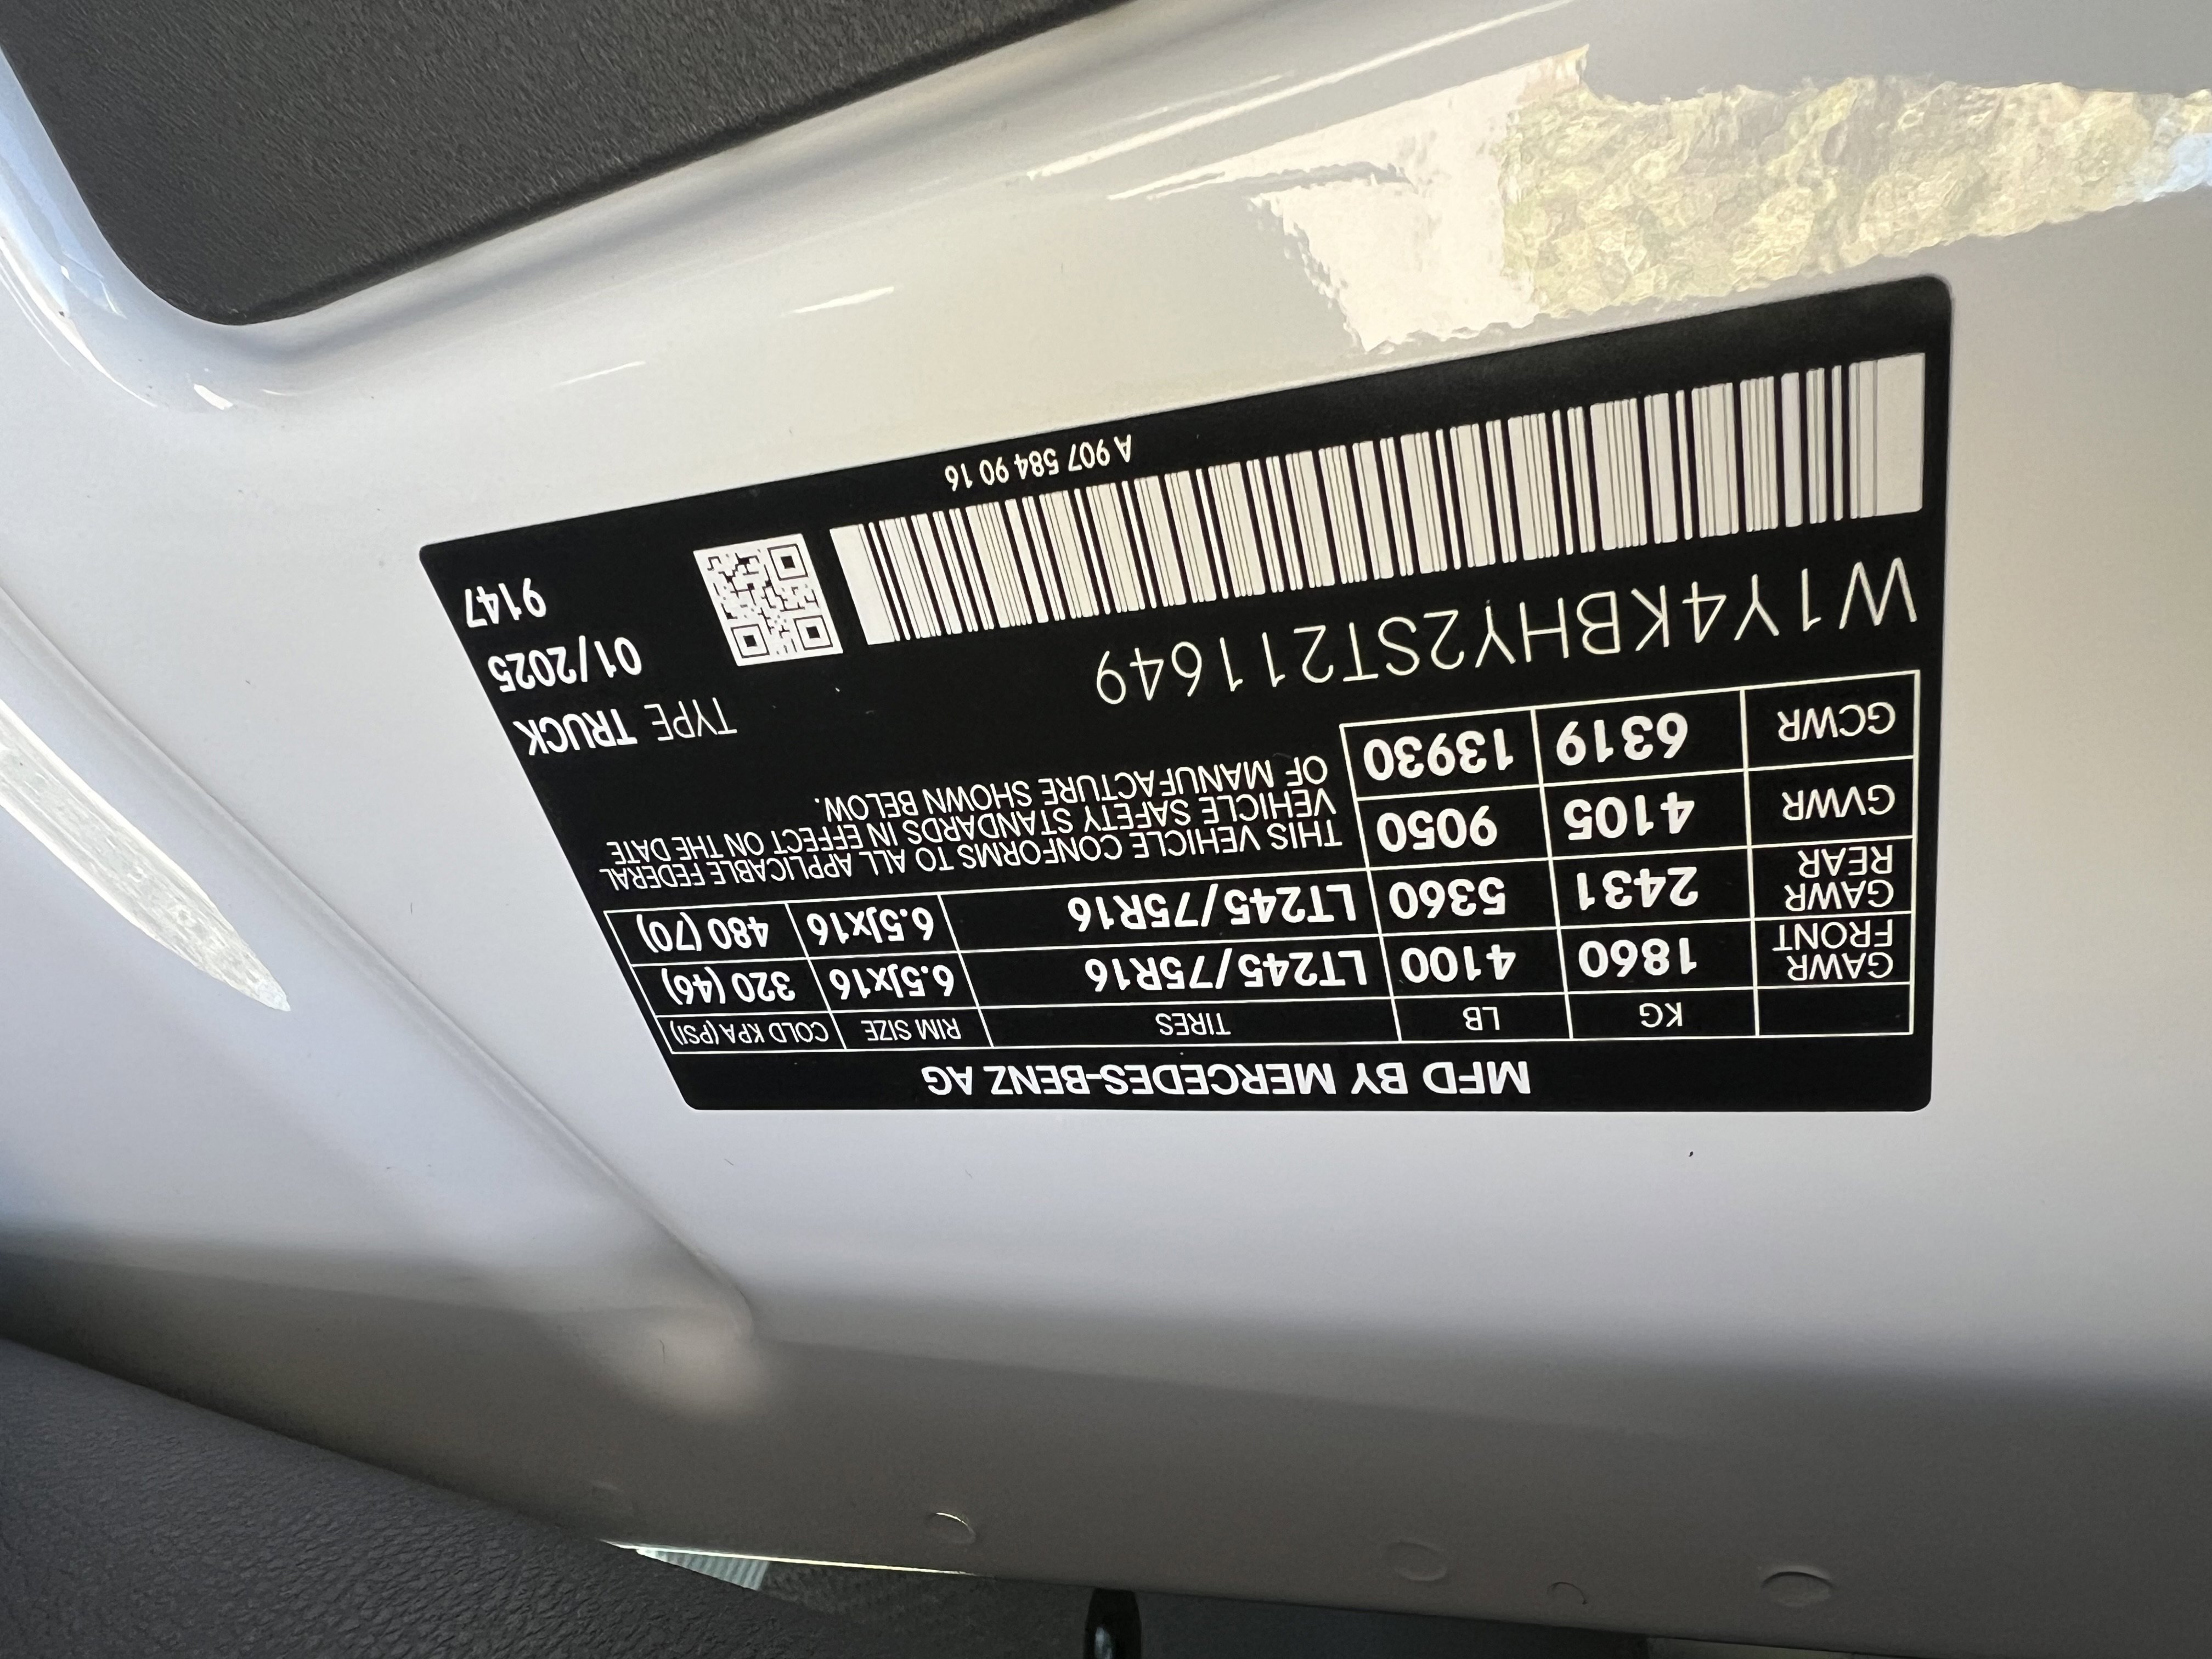 MFD BY MERCEDES-BENZ AG
KG LB TIRES RIM SIZE COLD KPA (PSI)
GAWR FRONT 1860 4100 LT245/75R16 6.5Jx16 320 (46)
GAWR REAR 2431 5360 LT245/75R16 6.5Jx16 480 (70)
GVWR 4105 9050
GCWR 6319 13930
THIS VEHICLE CONFORMS TO ALL APPLICABLE FEDERAL
VEHICLE SAFETY STANDARDS IN EFFECT ON THE DATE
OF MANUFACTURE SHOWN BELOW.
W1Y4KBHY2ST211649
TYPE TRUCK
01/2025
9147
A 907 584 90 16